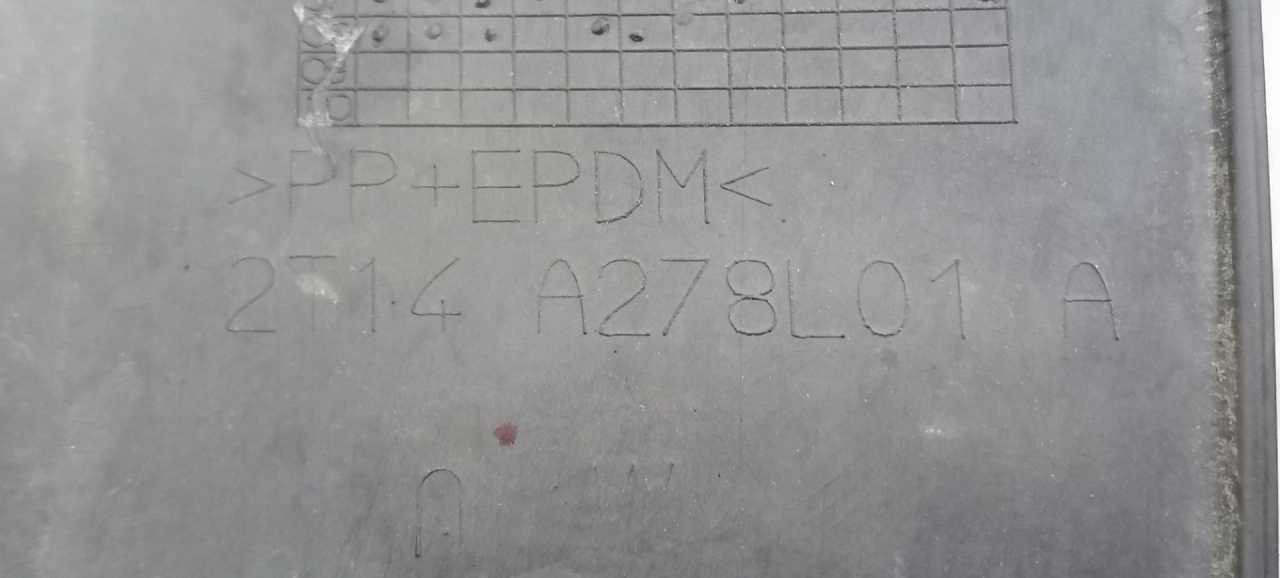 >PP+EPDM<
2T14 A278L01 A